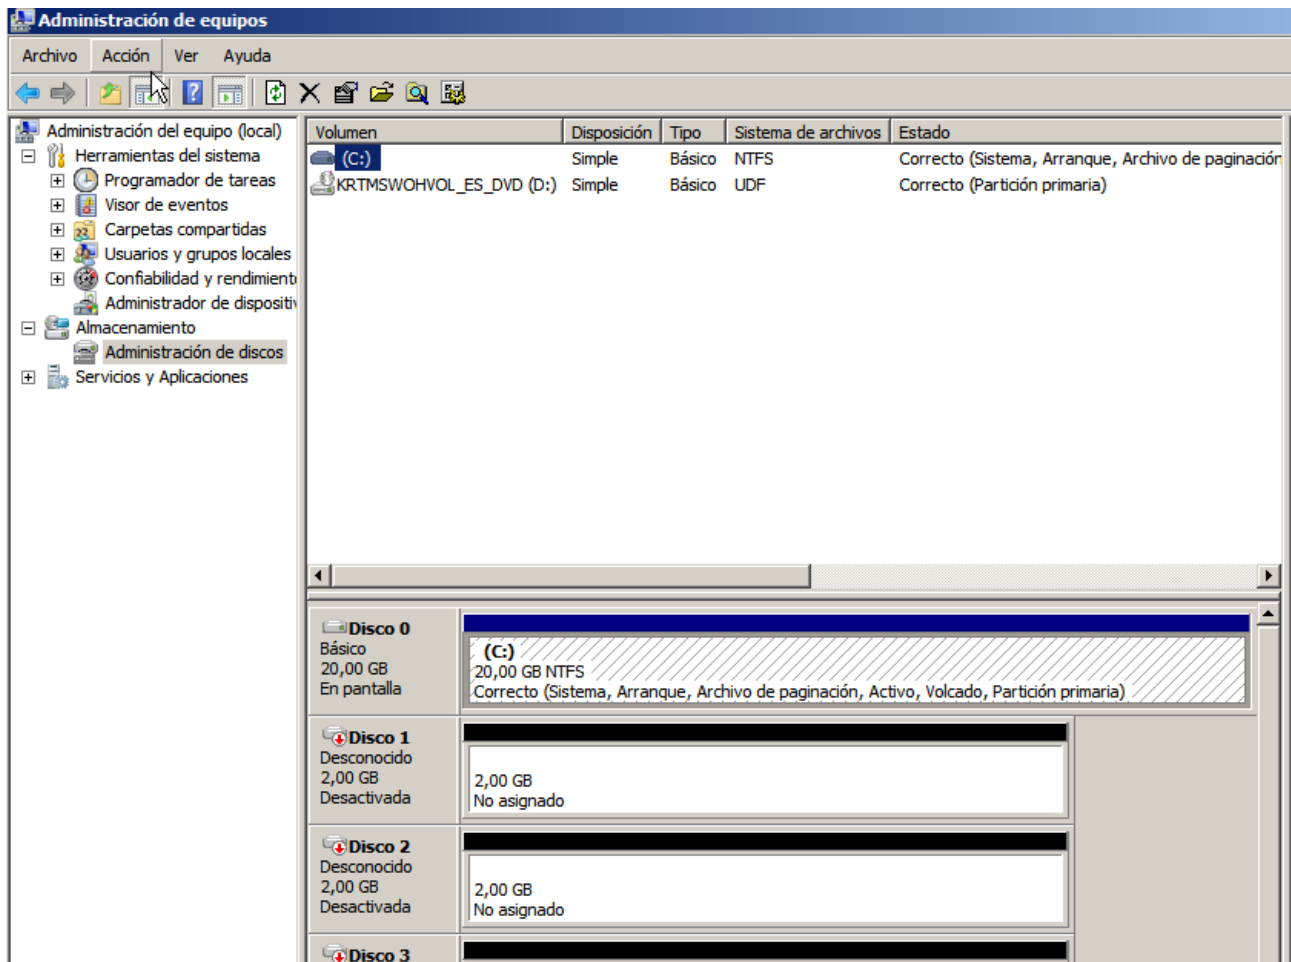 Administración de equipos
Archivo Acción Ver Ayuda
Administración del equipo (local)
Herramientas del sistema
Programador de tareas
Visor de eventos
Carpetas compartidas
Usuarios y grupos locales
Confiabilidad y rendimient
Administrador de dispositiv
Almacenamiento
Administración de discos
Servicios y Aplicaciones
Volumen Disposición Tipo Sistema de archivos Estado
(C:) Simple Básico NTFS Correcto (Sistema, Arranque, Archivo de paginación
KRTMSWOHVOL_ES_DVD (D:) Simple Básico UDF Correcto (Partición primaria)
Disco 0
Básico
20,00 GB
En pantalla
(C:)
20,00 GB NTFS
Correcto (Sistema, Arranque, Archivo de paginación, Activo, Volcado, Partición primaria)
Disco 1
Desconocido
2,00 GB
Desactivada
2,00 GB
No asignado
Disco 2
Desconocido
2,00 GB
Desactivada
2,00 GB
No asignado
Disco 3